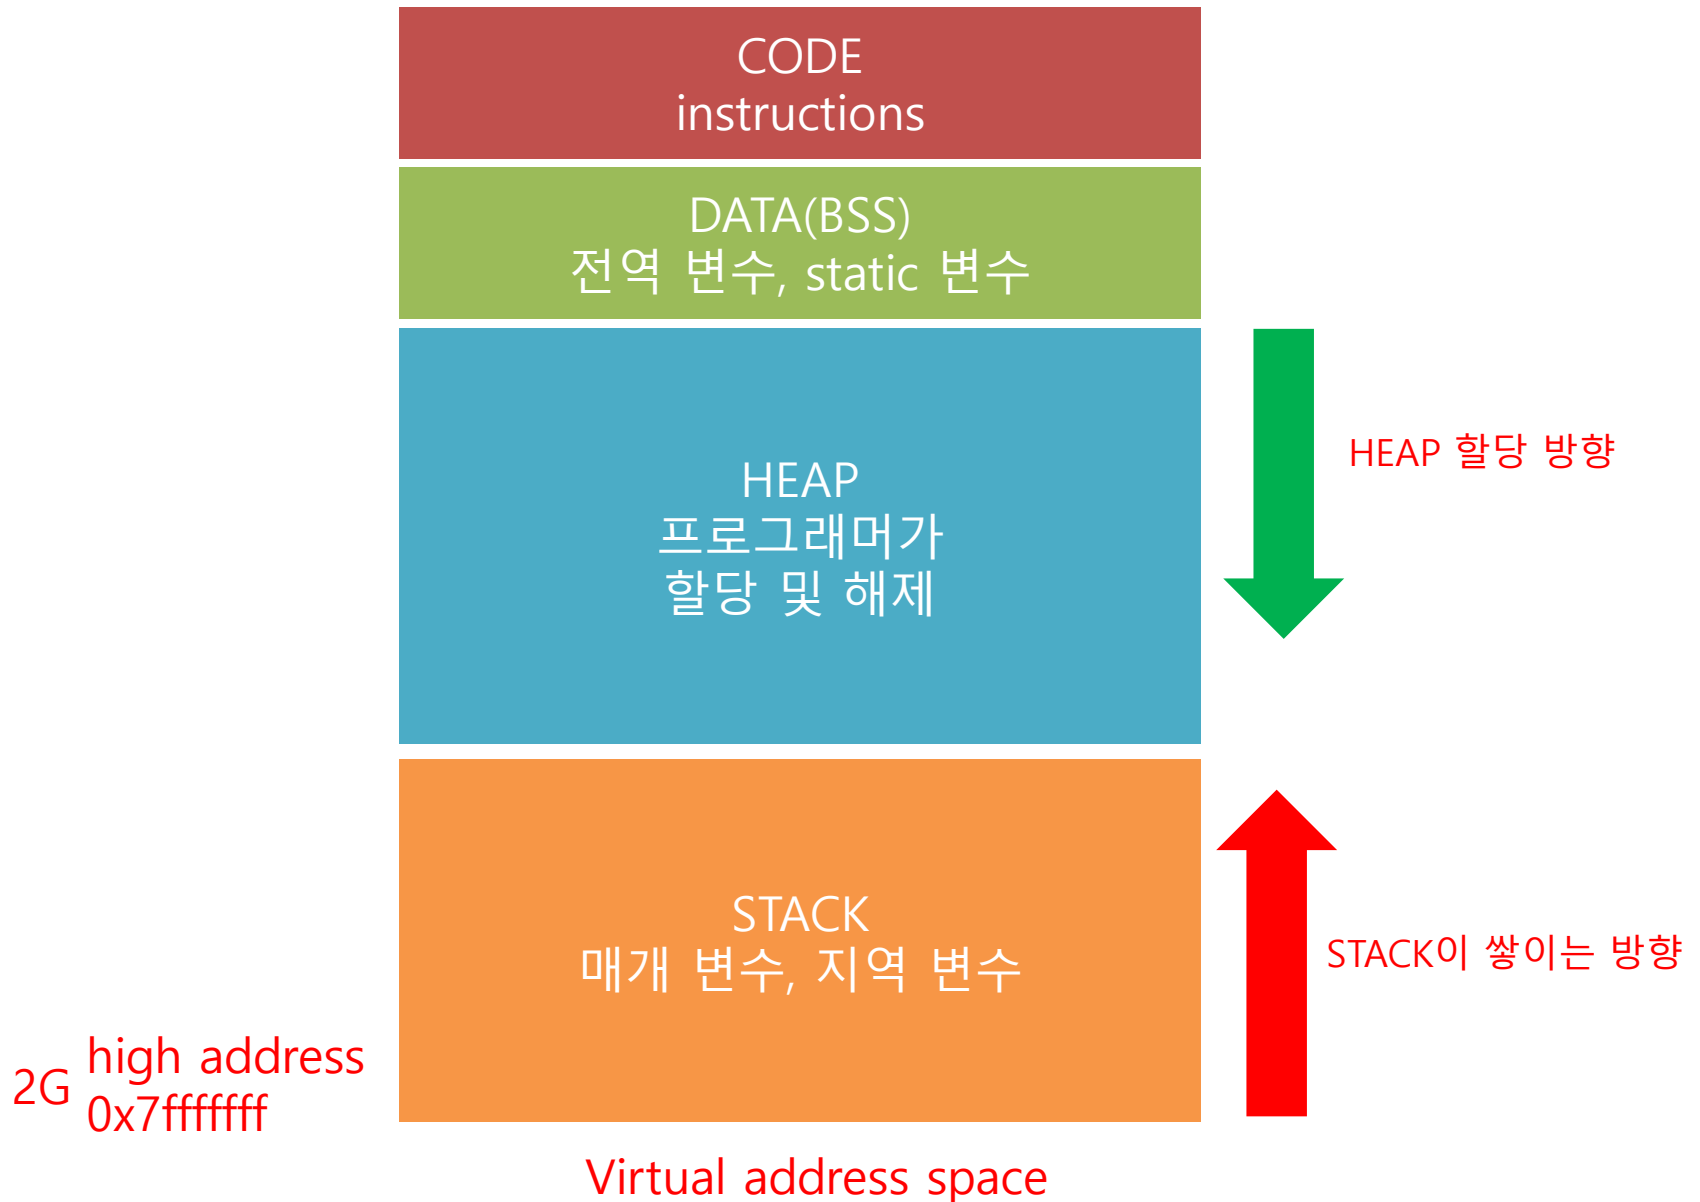 CODE
instructions
DATA(BSS)
전역 변수, static 변수
HEAP
프로그래머가
할당 및 해제
HEAP 할당 방향
STACK
매개 변수, 지역 변수
STACK이 쌓이는 방향
2G
high address
0x7fffffff
Virtual address space